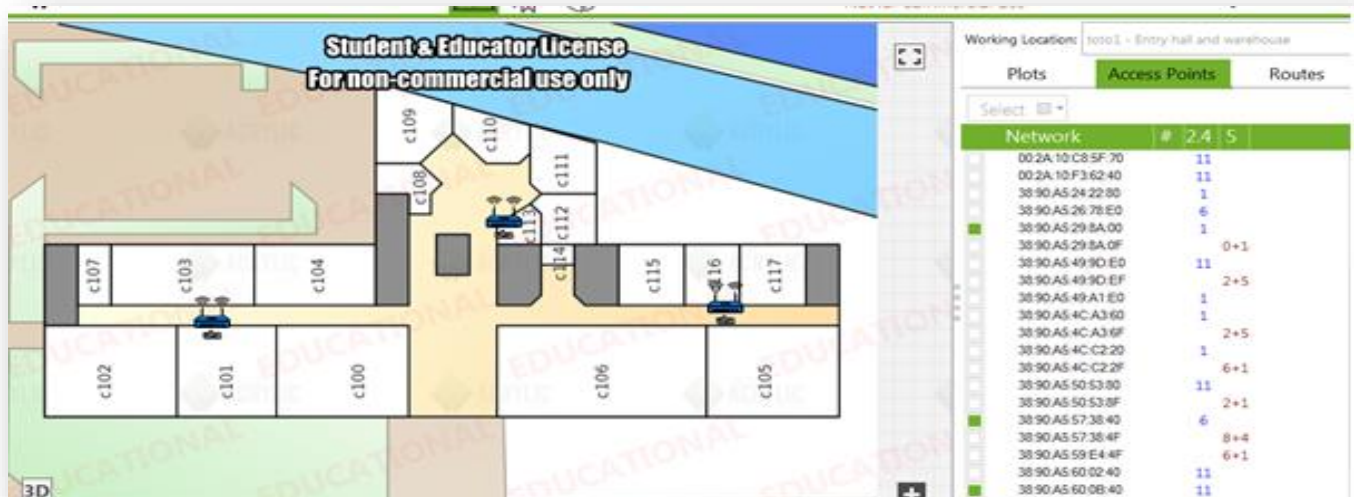 Student & Educator License
For non-commercial use only
Working Location: toto1 - Entry hall and warehouse
Plots Access Points Routes
Select
Network # 2.4 5
00:2A:10:C8:5F:70 11
00:2A:10:F3:62:40 11
38:90:A5:24:22:80 1
38:90:A5:26:78:E0 6
38:90:A5:29:8A:00 1
38:90:A5:29:8A:0F 0+1
38:90:A5:49:9D:E0 11
38:90:A5:49:9D:EF 2+5
38:90:A5:49:A1:E0 1
38:90:A5:4C:A3:60 1
38:90:A5:4C:A3:6F 2+5
38:90:A5:4C:C2:20 1
38:90:A5:4C:C2:2F 6+1
38:90:A5:50:53:80 11
38:90:A5:50:53:8F 2+1
38:90:A5:57:38:40 6
38:90:A5:57:38:4F 8+4
38:90:A5:59:E4:4F 6+1
38:90:A5:60:02:40 11
38:90:A5:60:0B:40 11
c109
c110
c111
c108
c113
c112
c107
c103
c104
c114
c115
c116
c117
c102
c101
c100
c106
c105
3D
EDUCATIONAL